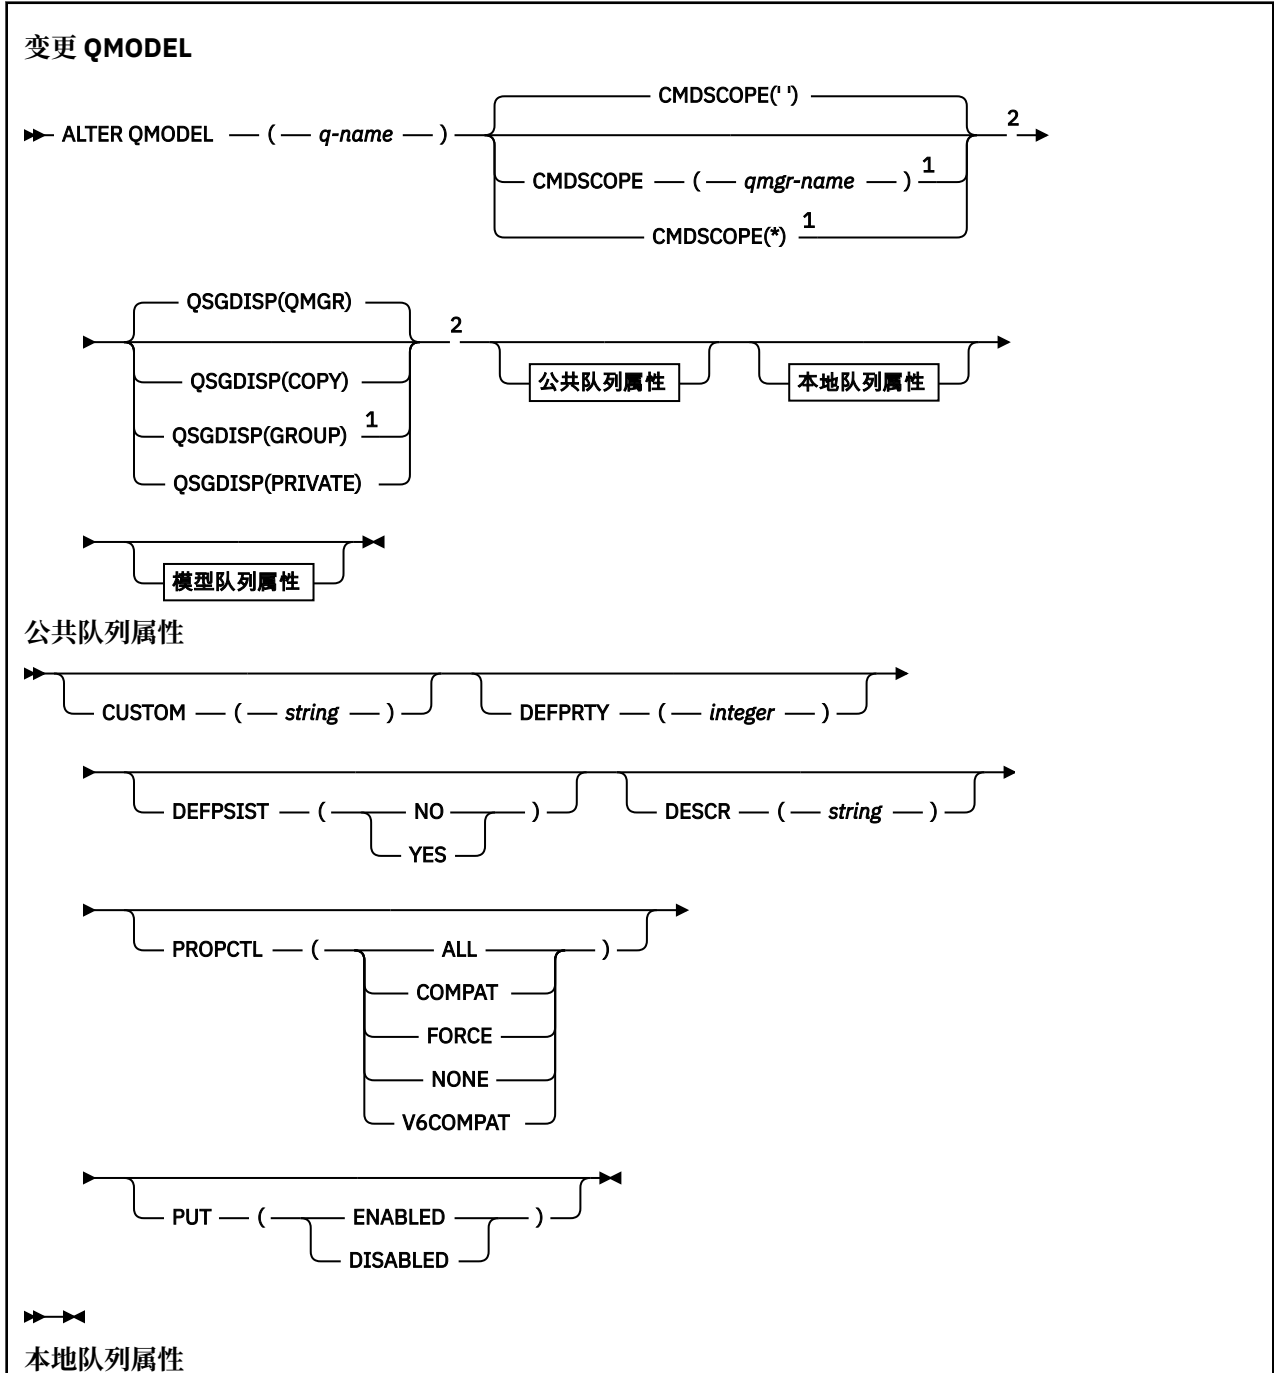 变更 QMODEL
CMDSCOPE(' ')
ALTER QMODEL ( q-name ) 2
CMDSCOPE ( qmgr-name ) 1
CMDSCOPE(*) 1
QSGDISP(QMGR)
2
QSGDISP(COPY) 公共队列属性 本地队列属性
QSGDISP(GROUP) 1
QSGDISP(PRIVATE)
模型队列属性
公共队列属性
CUSTOM ( string ) DEFPRTY ( integer )
DEFPSIST ( NO ) DESCR ( string )
YES
PROPCTL ( ALL )
COMPAT
FORCE
NONE
V6COMPAT
PUT ( ENABLED )
DISABLED
本地队列属性